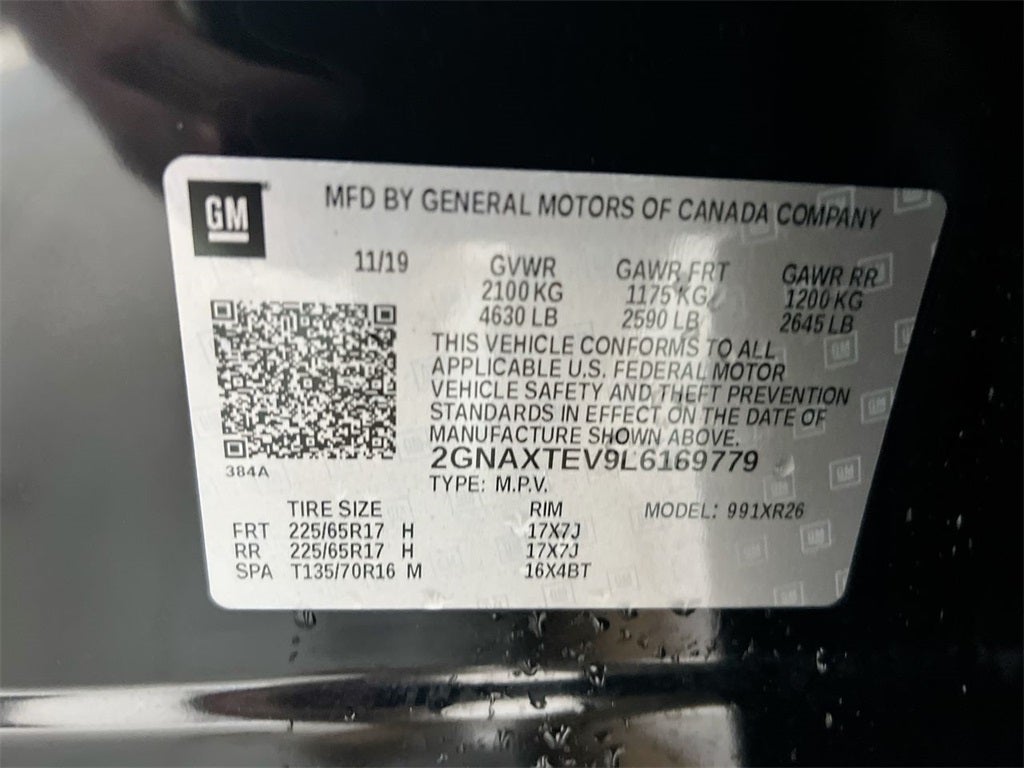 GM
MFD BY GENERAL MOTORS OF CANADA COMPANY
11/19 GVWR GAWR FRT GAWR RR
2100 KG 1175 KG 1200 KG
4630 LB 2590 LB 2645 LB
THIS VEHICLE CONFORMS TO ALL
APPLICABLE U.S. FEDERAL MOTOR
VEHICLE SAFETY AND THEFT PREVENTION
STANDARDS IN EFFECT ON THE DATE OF
MANUFACTURE SHOWN ABOVE.
384A
2GNAXTEV9L6169779
TYPE: M.P.V.
TIRE SIZE RIM MODEL: 991XR26
FRT 225/65R17 H 17X7J
RR 225/65R17 H 17X7J
SPA T135/70R16 M 16X4BT